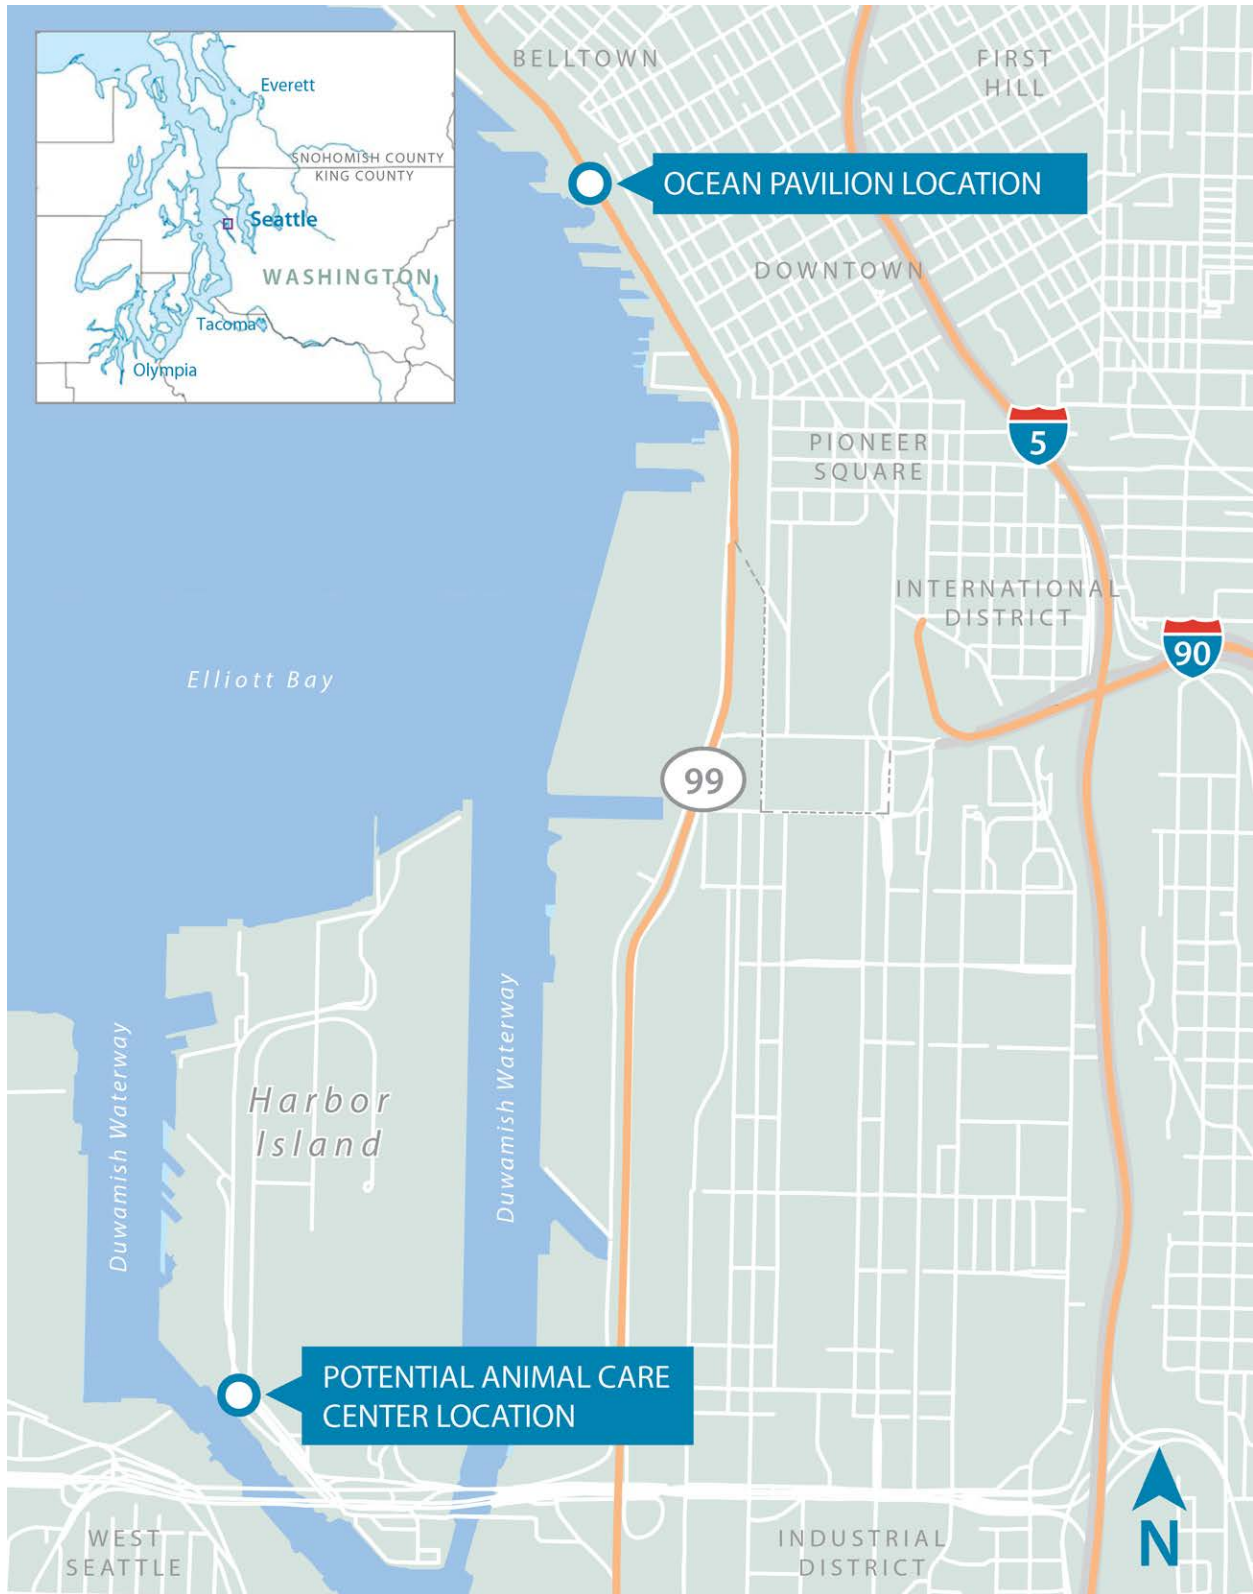 BELLTOWN
FIRST
HILL
Everett
SNOHOMISH COUNTY
KING COUNTY
Seattle
WASHINGTON
Tacoma
Olympia
OCEAN PAVILION LOCATION
DOWNTOWN
5
PIONEER
SQUARE
INTERNATIONAL
DISTRICT
90
Elliott Bay
99
Duwamish Waterway
Harbor
Island
Duwamish Waterway
POTENTIAL ANIMAL CARE
CENTER LOCATION
WEST
SEATTLE
INDUSTRIAL
DISTRICT
N